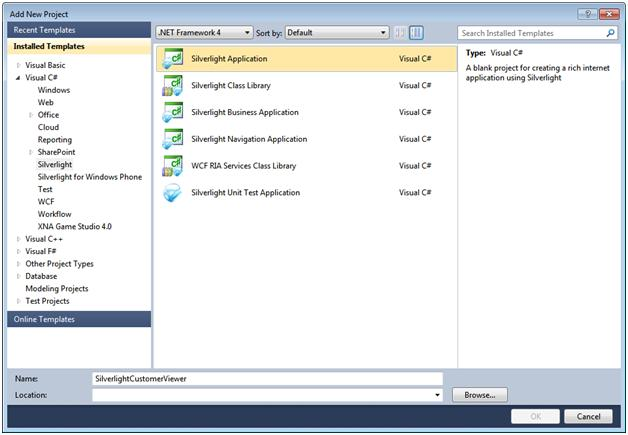 Add New Project
Recent Templates
Installed Templates
Visual Basic
Visual C#
Windows
Web
Office
Cloud
Reporting
SharePoint
Silverlight
Silverlight for Windows Phone
Test
WCF
Workflow
XNA Game Studio 4.0
Visual C++
Visual F#
Other Project Types
Database
Modeling Projects
Test Projects
Online Templates
.NET Framework 4 Sort by: Default
Silverlight Application Visual C#
Silverlight Class Library Visual C#
Silverlight Business Application Visual C#
Silverlight Navigation Application Visual C#
WCF RIA Services Class Library Visual C#
Silverlight Unit Test Application Visual C#
Search Installed Templates
Type: Visual C#
A blank project for creating a rich internet
application using Silverlight
Name: SilverlightCustomerViewer
Location: Browse...
OK Cancel